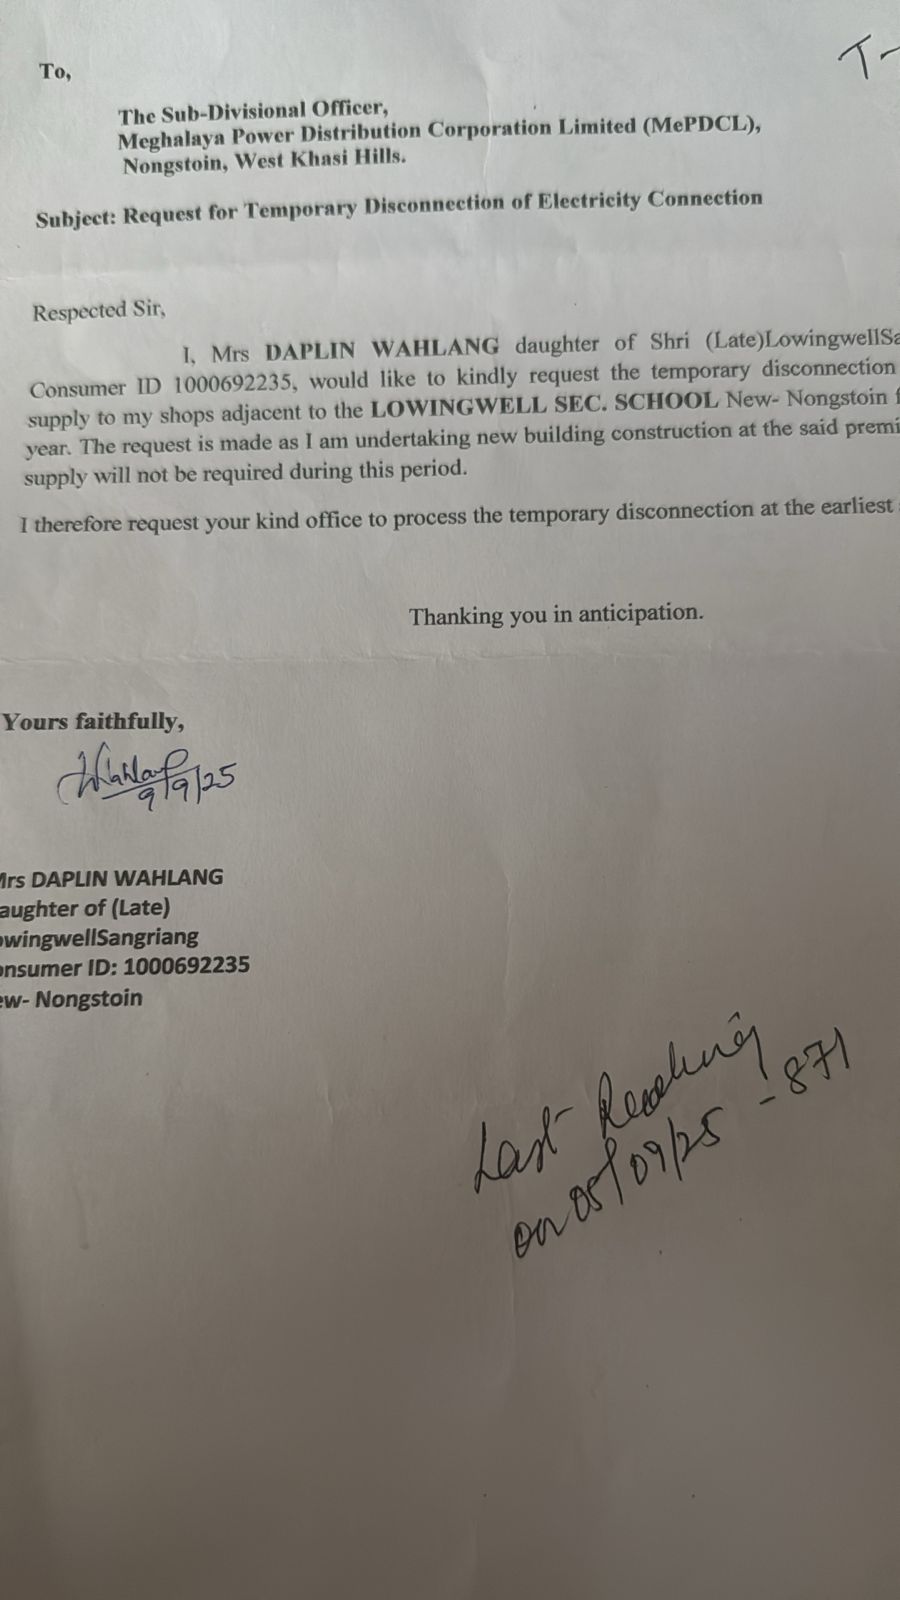 To,
T-
The Sub-Divisional Officer,
Meghalaya Power Distribution Corporation Limited (MePDCL),
Nongstoin, West Khasi Hills.
Subject: Request for Temporary Disconnection of Electricity Connection
Respected Sir,
I, Mrs DAPLIN WAHLANG daughter of Shri (Late)LowingwellSa
Consumer ID 1000692235, would like to kindly request the temporary disconnection
supply to my shops adjacent to the LOWINGWELL SEC. SCHOOL New- Nongstoin f
year. The request is made as I am undertaking new building construction at the said premi
supply will not be required during this period.
I therefore request your kind office to process the temporary disconnection at the earliest
Thanking you in anticipation.
Yours faithfully,
Wahlang
9/9/25
Mrs DAPLIN WAHLANG
aughter of (Late)
owingwellSangriang
onsumer ID: 1000692235
ew- Nongstoin
Last Reading
on 05/09/25 - 871